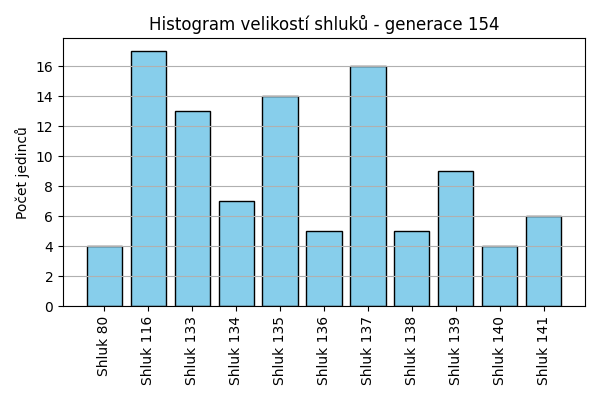 Histogram velikostí shluků - generace 154
Počet jedinců
16
14
12
10
8
6
4
2
0
Shluk 80
Shluk 116
Shluk 133
Shluk 134
Shluk 135
Shluk 136
Shluk 137
Shluk 138
Shluk 139
Shluk 140
Shluk 141